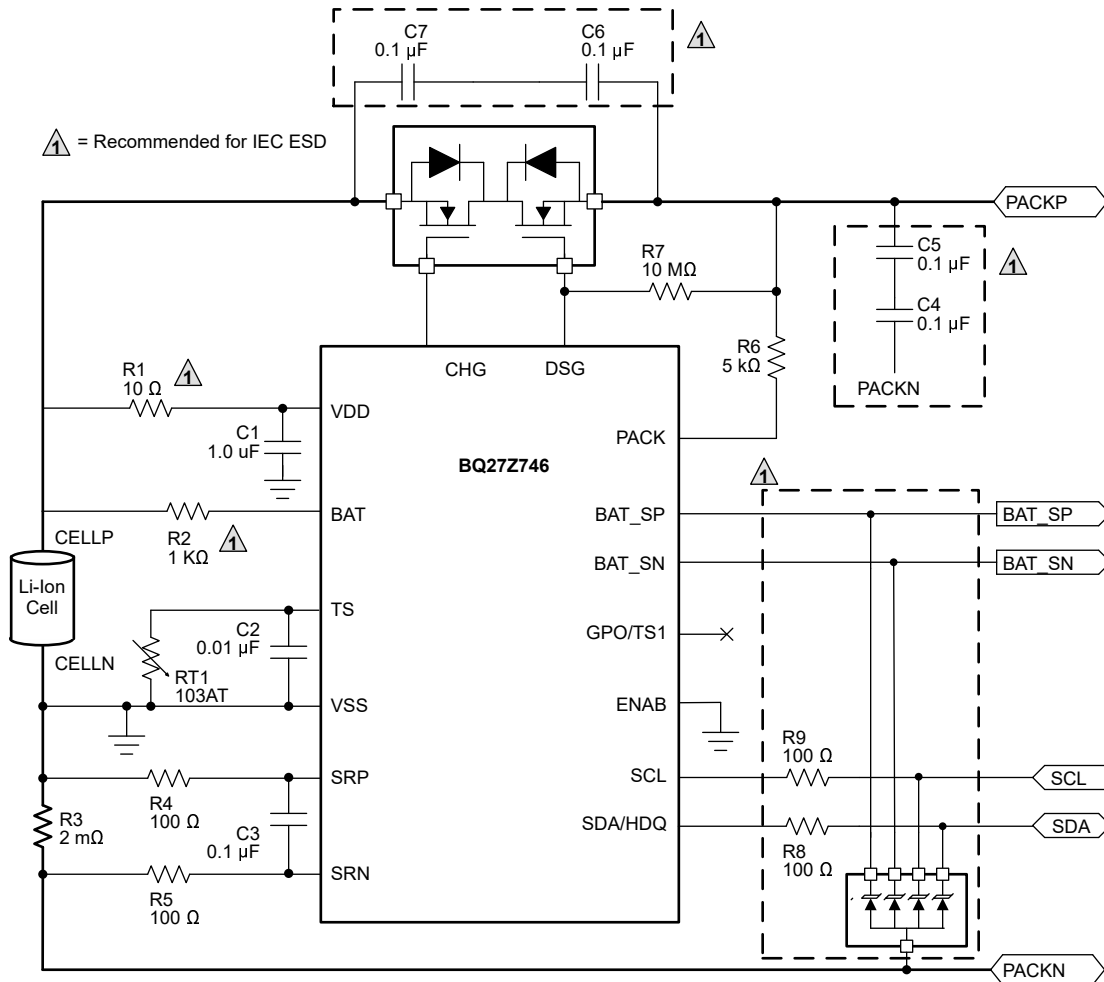 C7
0.1 µF
C6
0.1 µF
1
1 = Recommended for IEC ESD
PACKP
R7
10 MΩ
C5
0.1 µF
1
C4
0.1 µF
PACKN
R6
5 kΩ
R1
10 Ω
1
CHG
DSG
VDD
C1
1.0 uF
PACK
BQ27Z746
1
BAT
R2
1 KΩ
1
BAT_SP
BAT_SP
CELLP
BAT_SN
BAT_SN
Li-Ion
Cell
TS
C2
0.01 µF
GPO/TS1
CELLN
RT1
103AT
VSS
ENAB
R9
100 Ω
SRP
SCL
SCL
R4
100 Ω
R3
2 mΩ
C3
0.1 µF
SDA/HDQ
SDA
R8
100 Ω
SRN
R5
100 Ω
PACKN